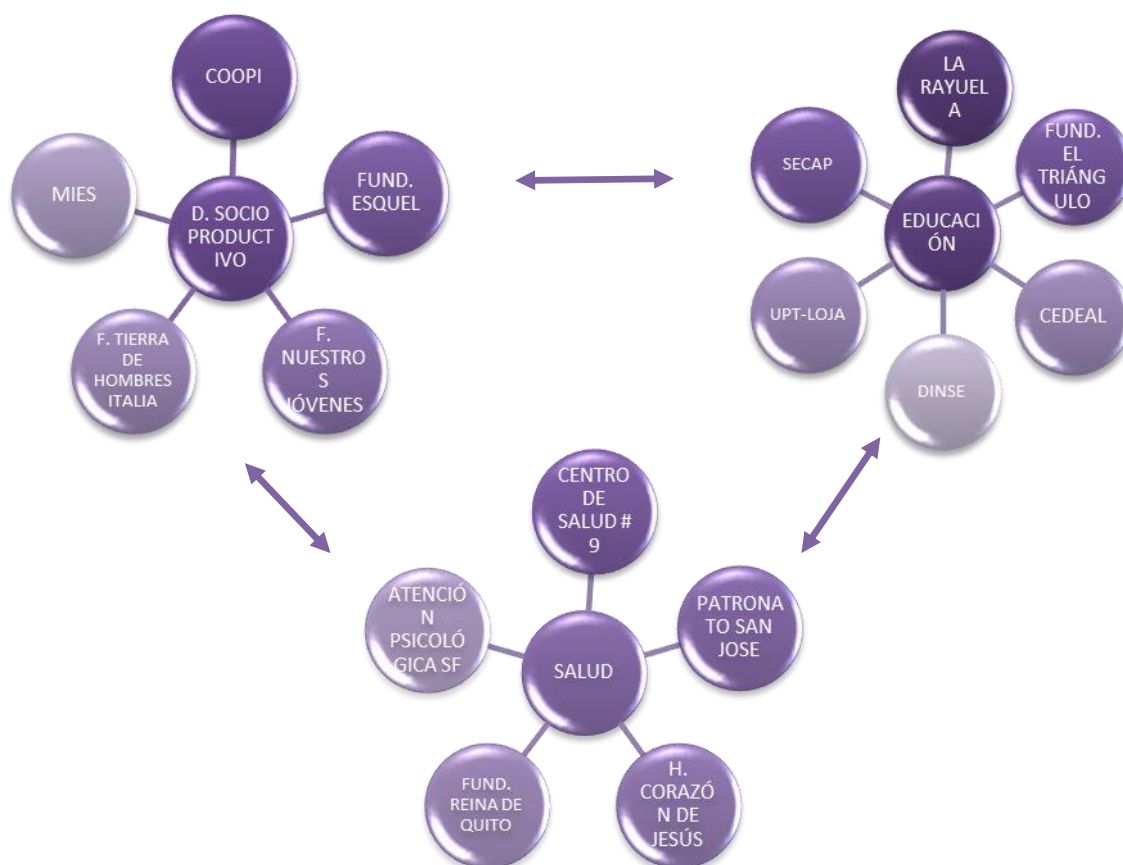 COOPI
FUND.
ESQUEL
F.
NUESTRO
S
JÓVENES
F. TIERRA
DE
HOMBRES
ITALIA
MIES
D. SOCIO
PRODUCT
IVO
LA
RAYUEL
A
FUND.
EL
TRIÁNG
ULO
CEDEAL
DINSE
UPT-LOJA
SECAP
EDUCACI
ÓN
CENTRO
DE
SALUD #
9
PATRONA
TO SAN
JOSE
H.
CORAZÓ
N DE
JESÚS
FUND.
REINA DE
QUITO
ATENCIÓ
N
PSICOLÓ
GICA SF
SALUD